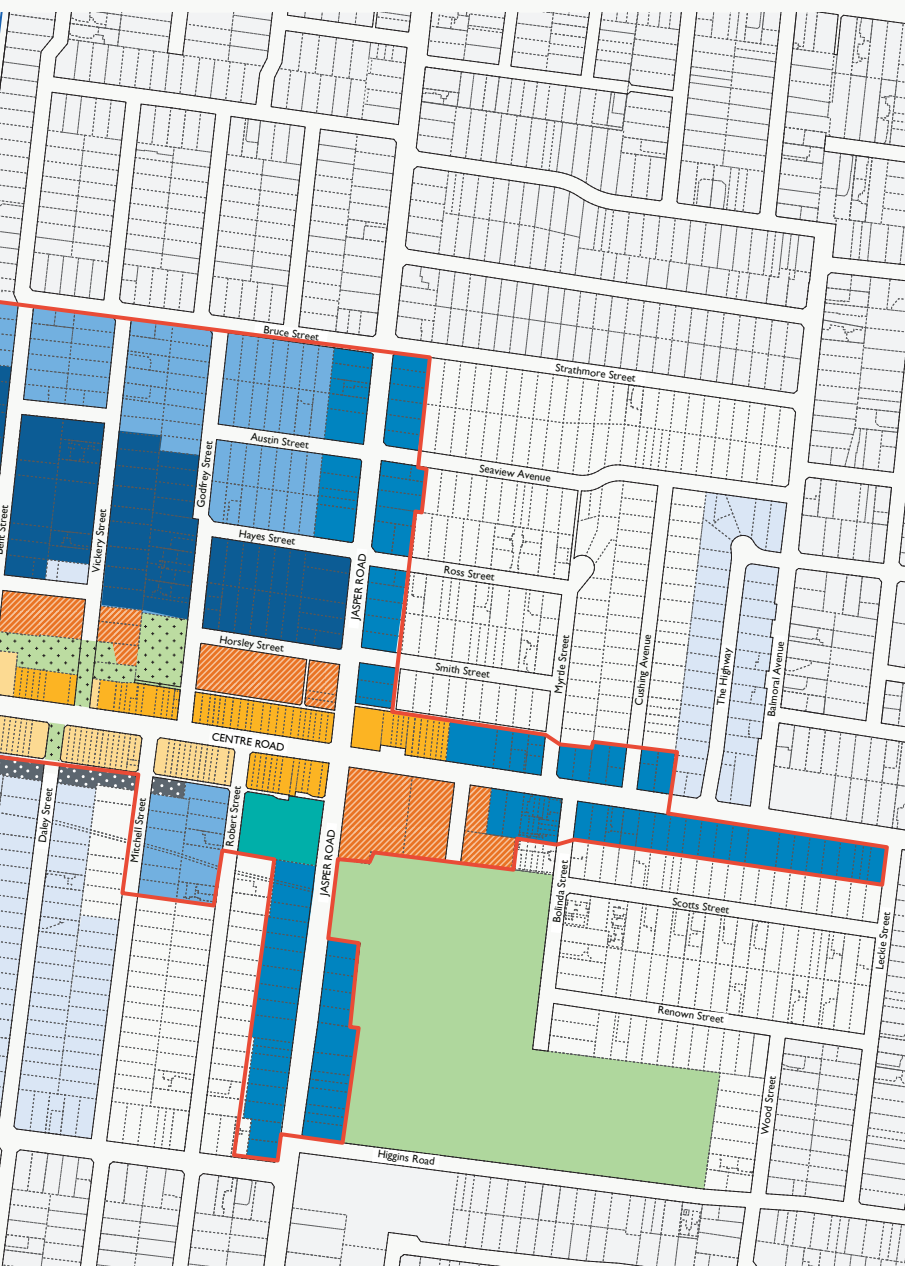 Bruce Street
Strathmore Street
Austin Street
Godfrey Street
Seaview Avenue
Vickery Street
Hayes Street
JASPER ROAD
Ross Street
Horsley Street
Smith Street
Myrtle Street
Cushing Avenue
The Highway
Balmoral Avenue
CENTRE ROAD
Daley Street
Mitchell Street
Robert Street
JASPER ROAD
Bolinda Street
Scotts Street
Leckie Street
Renown Street
Wood Street
Higgins Road